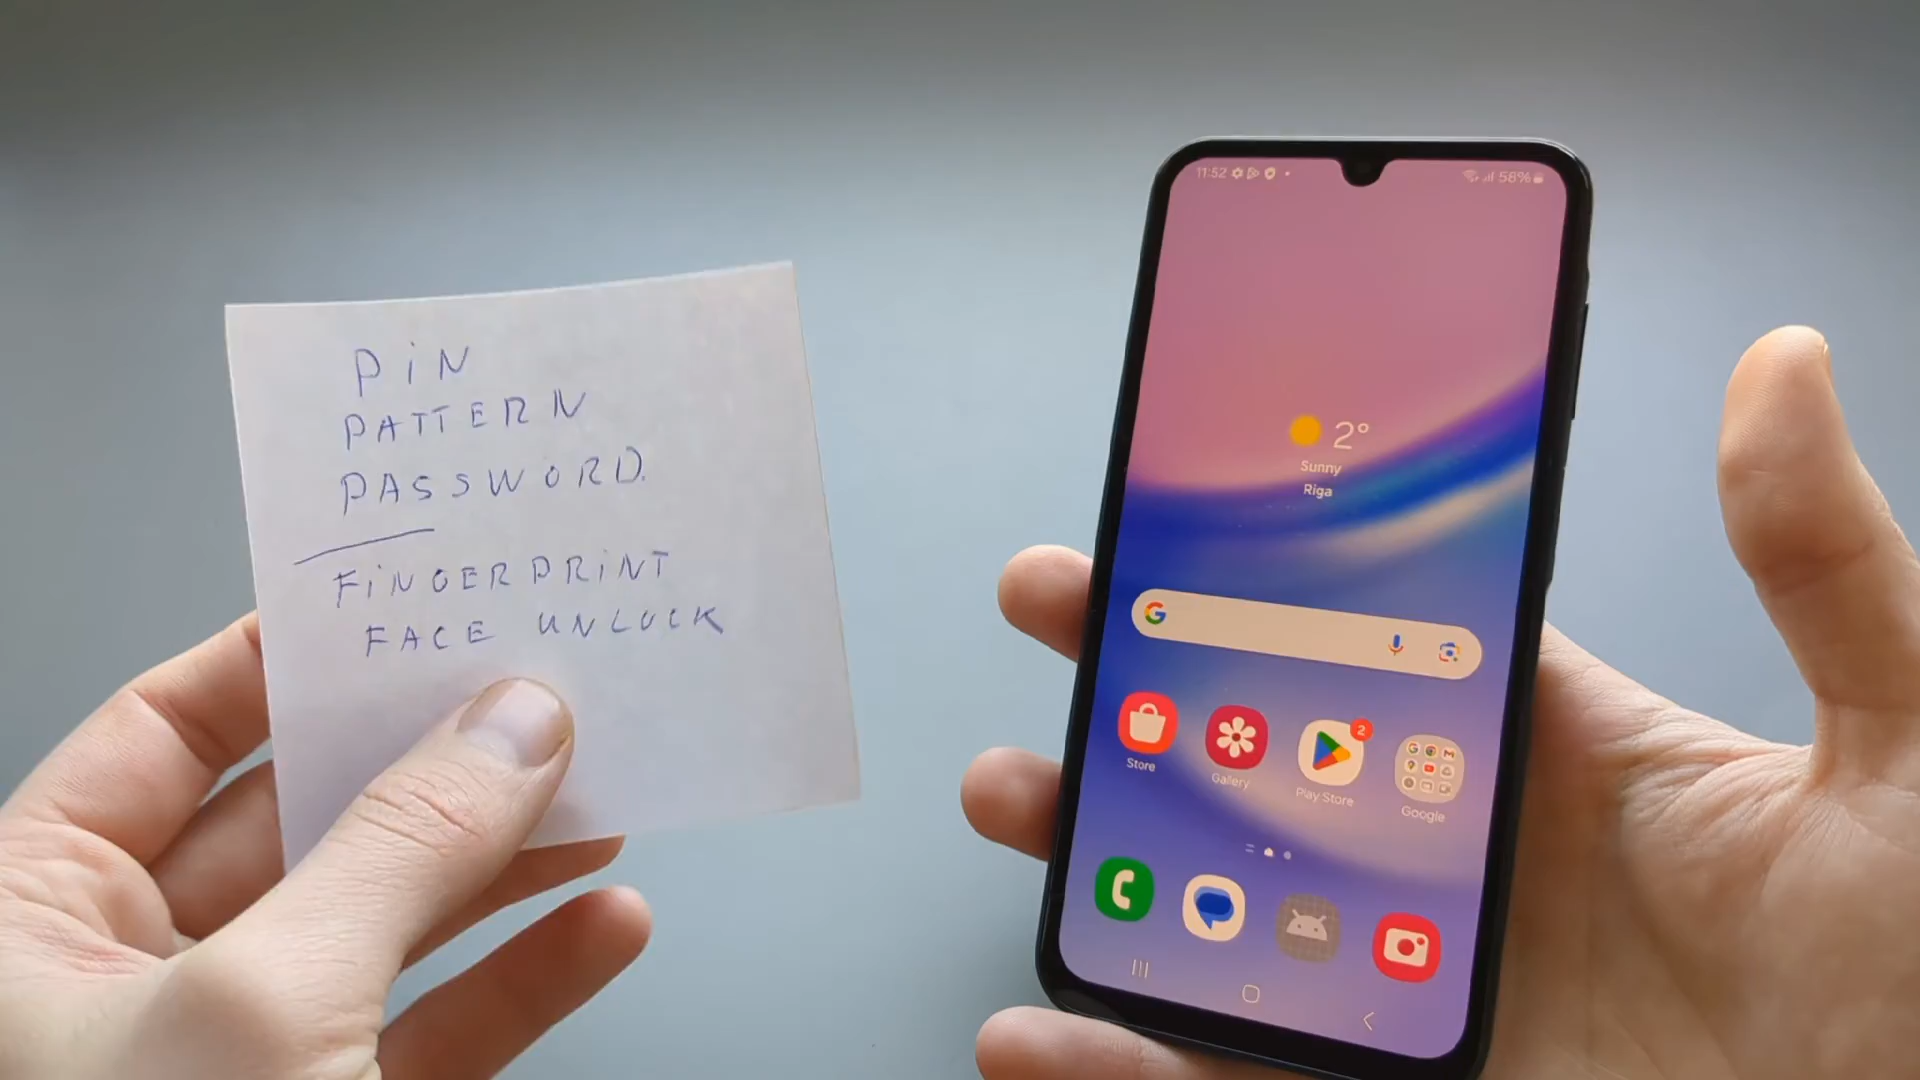 PiN
PATTERN
PASSWORD.
FiNGERPRiNT
FACE UNLOCK
11:52
58%
2°
Sunny
Riga
G
Store
Gallery
2
Play Store
Google